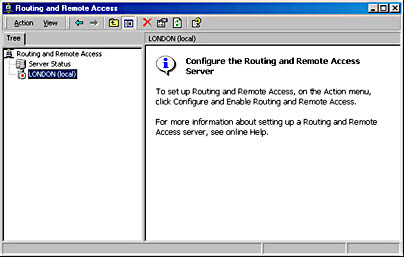 Routing and Remote Access
Action View
Tree
LONDON (local)
Routing and Remote Access
Server Status
LONDON (local)
Configure the Routing and Remote Access
Server
To set up Routing and Remote Access, on the Action menu,
click Configure and Enable Routing and Remote Access.
For more information about setting up a Routing and Remote
Access server, see online Help.